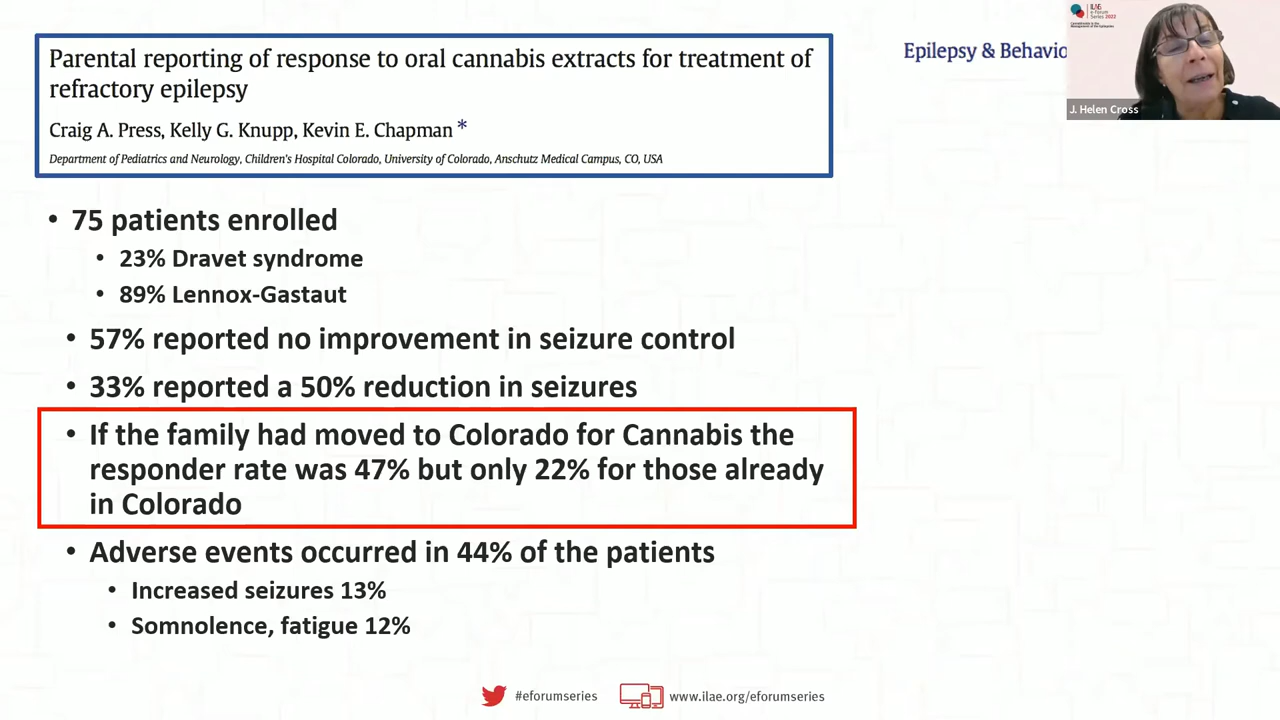 Parental reporting of response to oral cannabis extracts for treatment of
refractory epilepsy
Craig A. Press, Kelly G. Knupp, Kevin E. Chapman *
Department of Pediatrics and Neurology, Children's Hospital Colorado, University of Colorado, Anschutz Medical Campus, CO, USA
Epilepsy & Behavio
ILAE
e-Forum
Series 2022
J. Helen Cross
• 75 patients enrolled
• 23% Dravet syndrome
• 89% Lennox-Gastaut
• 57% reported no improvement in seizure control
• 33% reported a 50% reduction in seizures
• If the family had moved to Colorado for Cannabis the
responder rate was 47% but only 22% for those already
in Colorado
• Adverse events occurred in 44% of the patients
• Increased seizures 13%
• Somnolence, fatigue 12%
#eforumseries
www.ilae.org/eforumseries